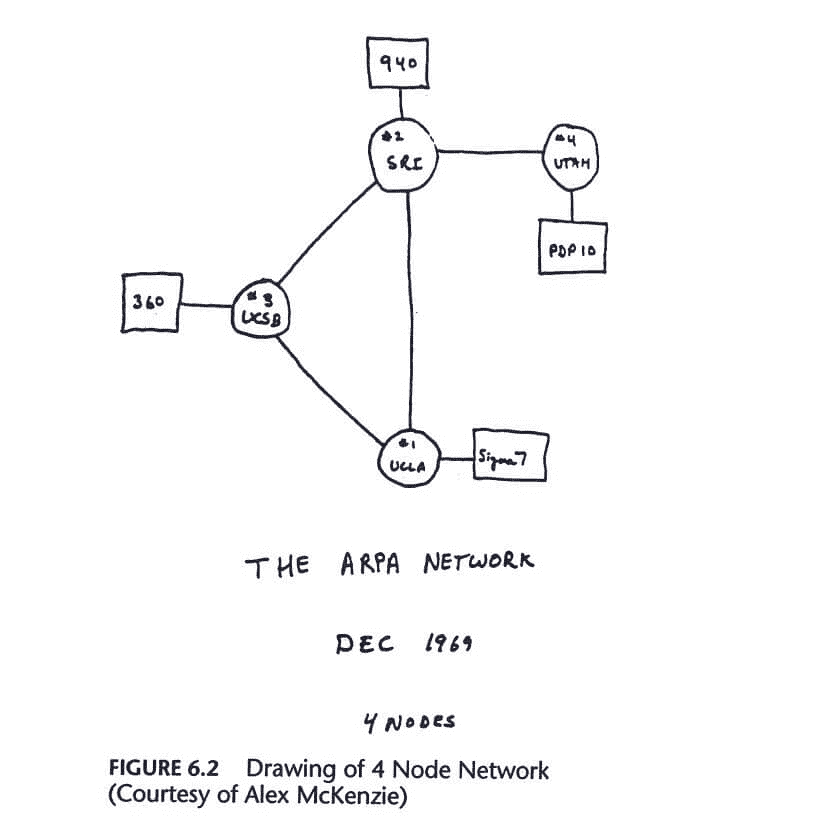 940
#2
SRI
#4
UTAH
PDP 10
360
#3
UCSB
#1
UCLA
Sigma 7
THE ARPA NETWORK
DEC 1969
4 NODES
FIGURE 6.2 Drawing of 4 Node Network
(Courtesy of Alex McKenzie)